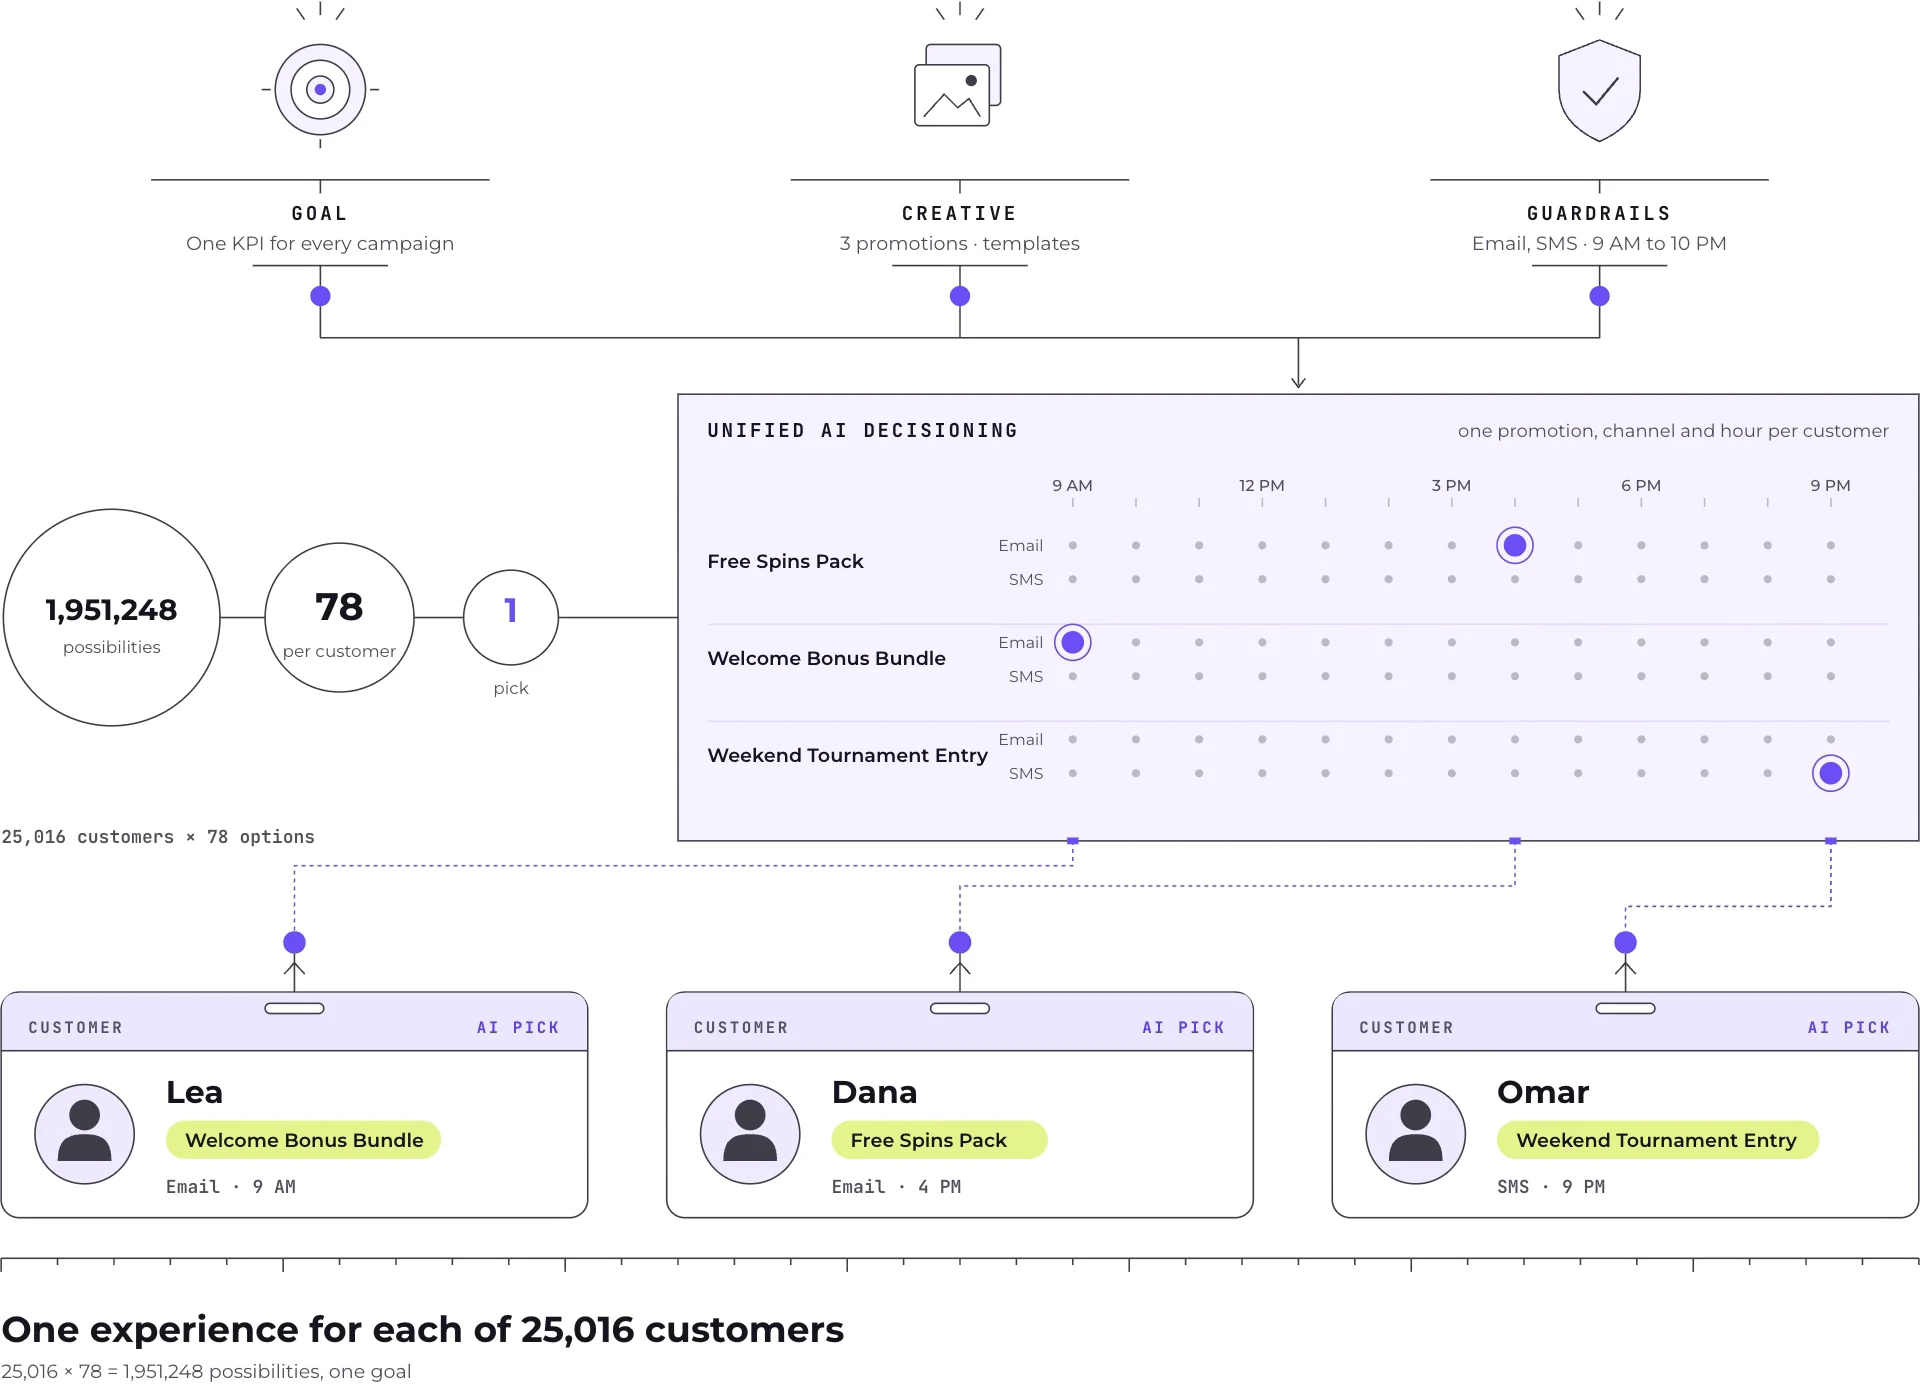 GOAL
One KPI for every campaign
CREATIVE
3 promotions · templates
GUARDRAILS
Email, SMS · 9 AM to 10 PM
UNIFIED AI DECISIONING
one promotion, channel and hour per customer
9 AM 12 PM 3 PM 6 PM 9 PM
Free Spins Pack
Email
SMS
Welcome Bonus Bundle
Email
SMS
Weekend Tournament Entry
Email
SMS
1,951,248
possibilities
78
per customer
1
pick
25,016 customers × 78 options
CUSTOMER AI PICK
Lea
Welcome Bonus Bundle
Email · 9 AM
CUSTOMER AI PICK
Dana
Free Spins Pack
Email · 4 PM
CUSTOMER AI PICK
Omar
Weekend Tournament Entry
SMS · 9 PM
One experience for each of 25,016 customers
25,016 × 78 = 1,951,248 possibilities, one goal